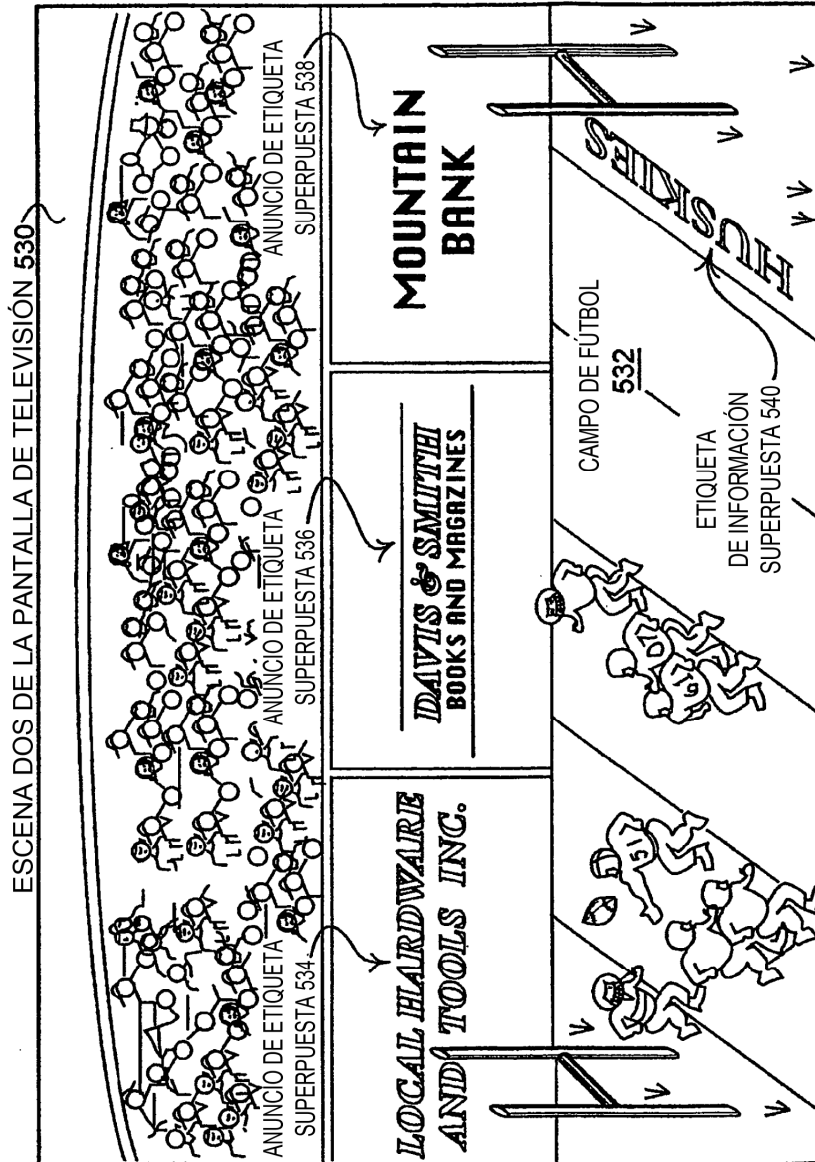 ESCENA DOS DE LA PANTALLA DE TELEVISIÓN 530
ANUNCIO DE ETIQUETA
SUPERPUESTA 534
ANUNCIO DE ETIQUETA
SUPERPUESTA 536
ANUNCIO DE ETIQUETA
SUPERPUESTA 538
LOCAL HARDWARE
AND TOOLS INC.
DAVIS & SMITH
BOOKS AND MAGAZINES
MOUNTAIN
BANK
CAMPO DE FÚTBOL
532
ETIQUETA
DE INFORMACIÓN
SUPERPUESTA 540
HUSKIES
51
19